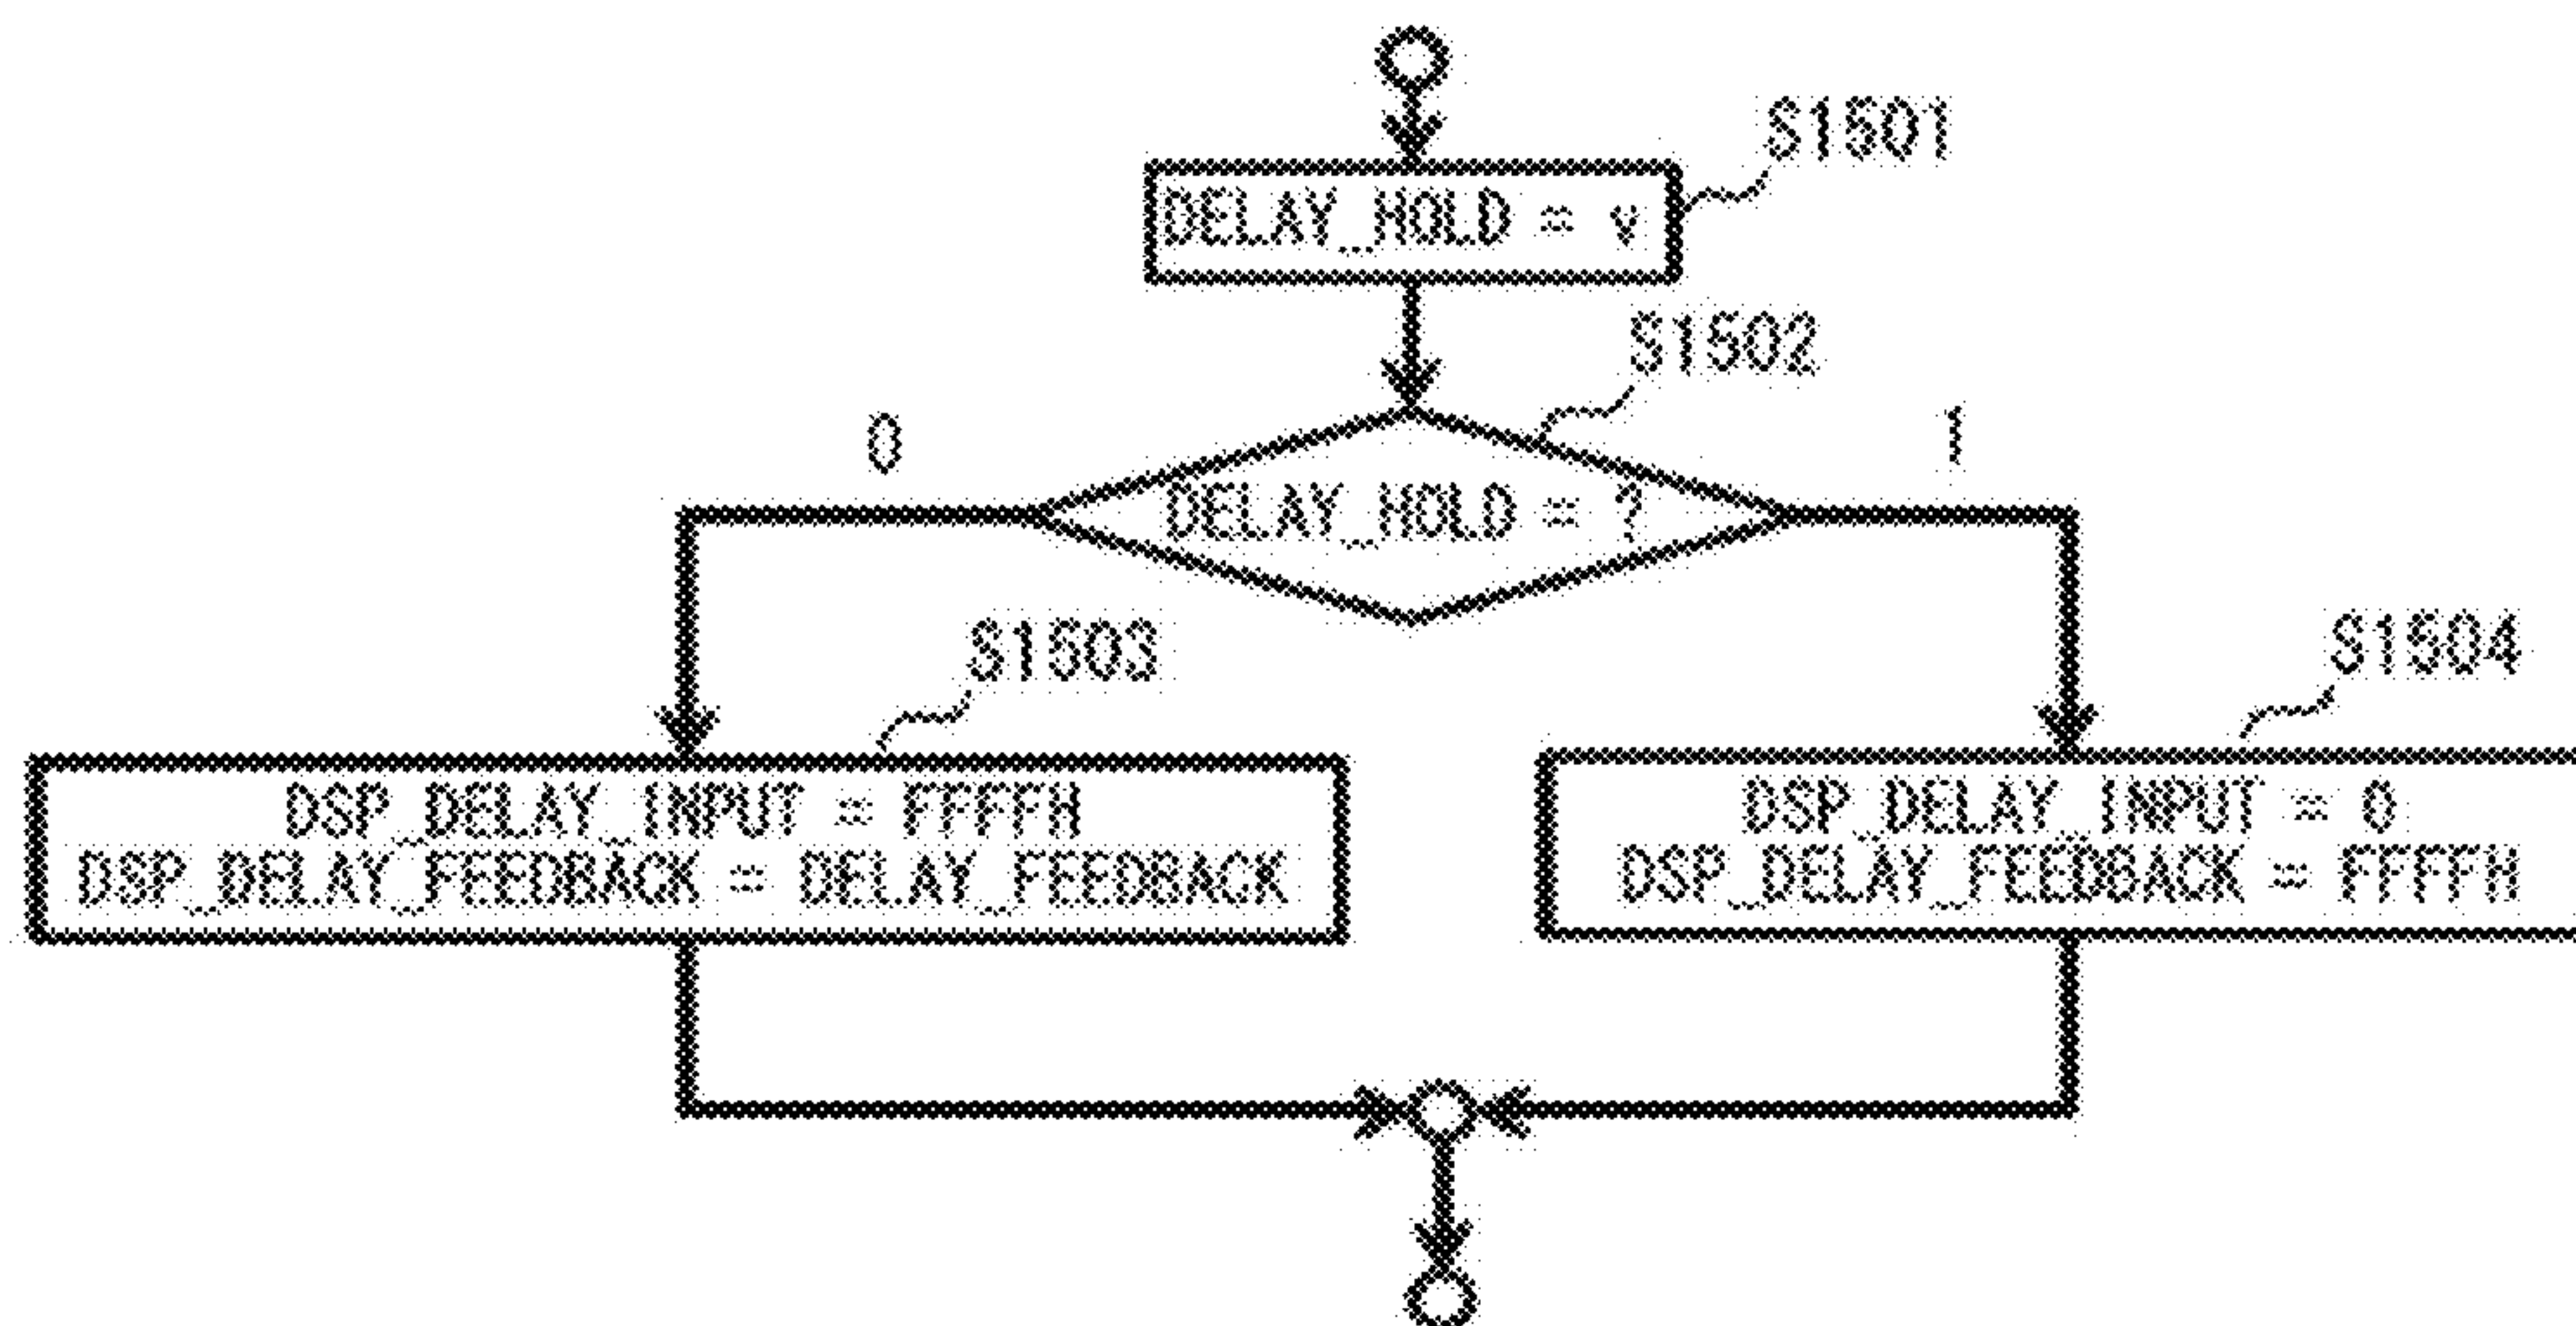 S1501
DELAY_HOLD = v
S1502
0
1
DELAY_HOLD = ?
S1503
S1504
DSP_DELAY_INPUT = FFFFH
DSP_DELAY_FEEDBACK = DELAY_FEEDBACK
DSP_DELAY_INPUT = 0
DSP_DELAY_FEEDBACK = FFFFH